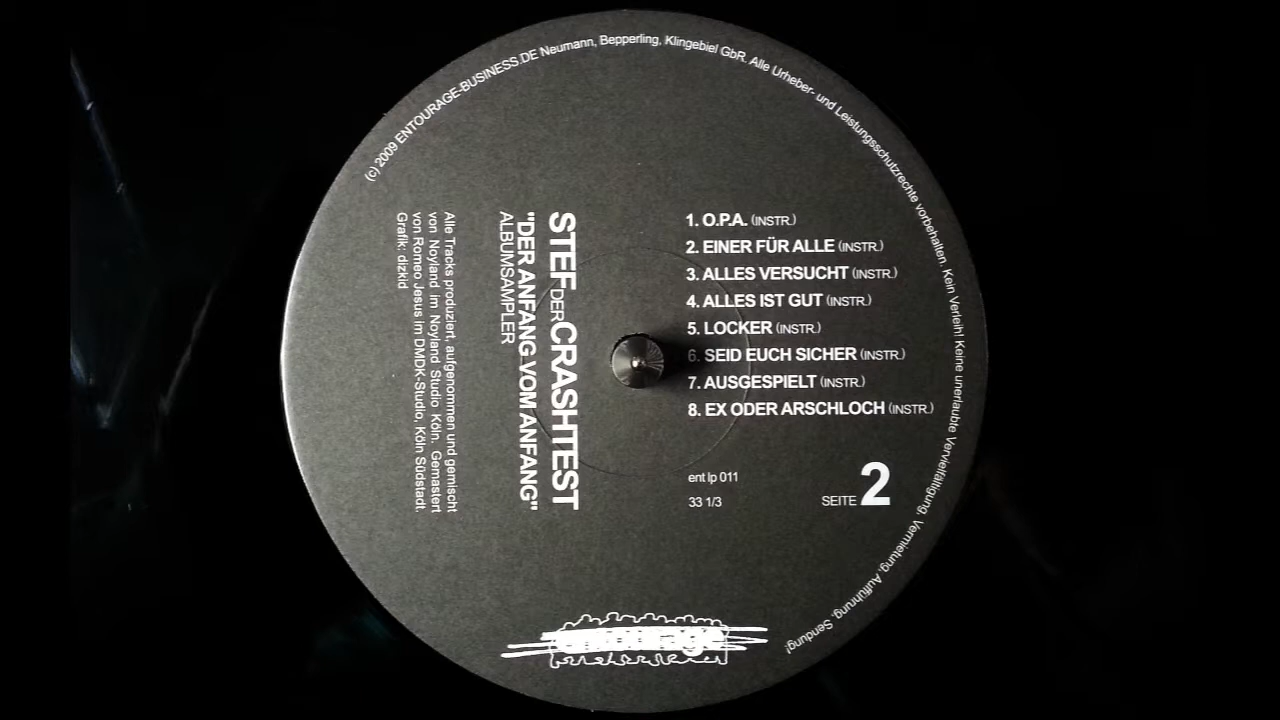 (c) 2009 ENTOURAGE-BUSINESS.DE Neumann, Bepperling, Klingebiel GbR. Alle Urheber- und Leistungsschutzrechte vorbehalten. Kein Verleih! Keine unerlaubte Vervielfältigung, Vermietung, Aufführung, Sendung!
STEF DER CRASHTEST
"DER ANFANG VOM ANFANG"
ALBUMSAMPLER
Alle Tracks produziert, aufgenommen und gemischt
von Noyland im Noyland Studio Köln. Gemastert
von Romeo Jesus im DMDK-Studio, Köln Südstadt.
Grafik: dizkid
1. O.P.A. (INSTR.)
2. EINER FÜR ALLE (INSTR.)
3. ALLES VERSUCHT (INSTR.)
4. ALLES IST GUT (INSTR.)
5. LOCKER (INSTR.)
6. SEID EUCH SICHER (INSTR.)
7. AUSGESPIELT (INSTR.)
8. EX ODER ARSCHLOCH (INSTR.)
ent lp 011
33 1/3
SEITE 2
entourage